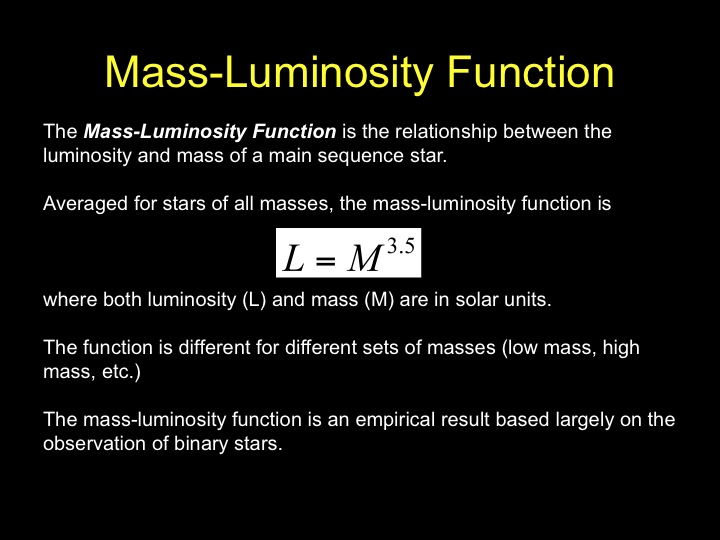 Mass-Luminosity Function
The Mass-Luminosity Function is the relationship between the
luminosity and mass of a main sequence star.
Averaged for stars of all masses, the mass-luminosity function is
L = M^3.5
where both luminosity (L) and mass (M) are in solar units.
The function is different for different sets of masses (low mass, high
mass, etc.)
The mass-luminosity function is an empirical result based largely on the
observation of binary stars.